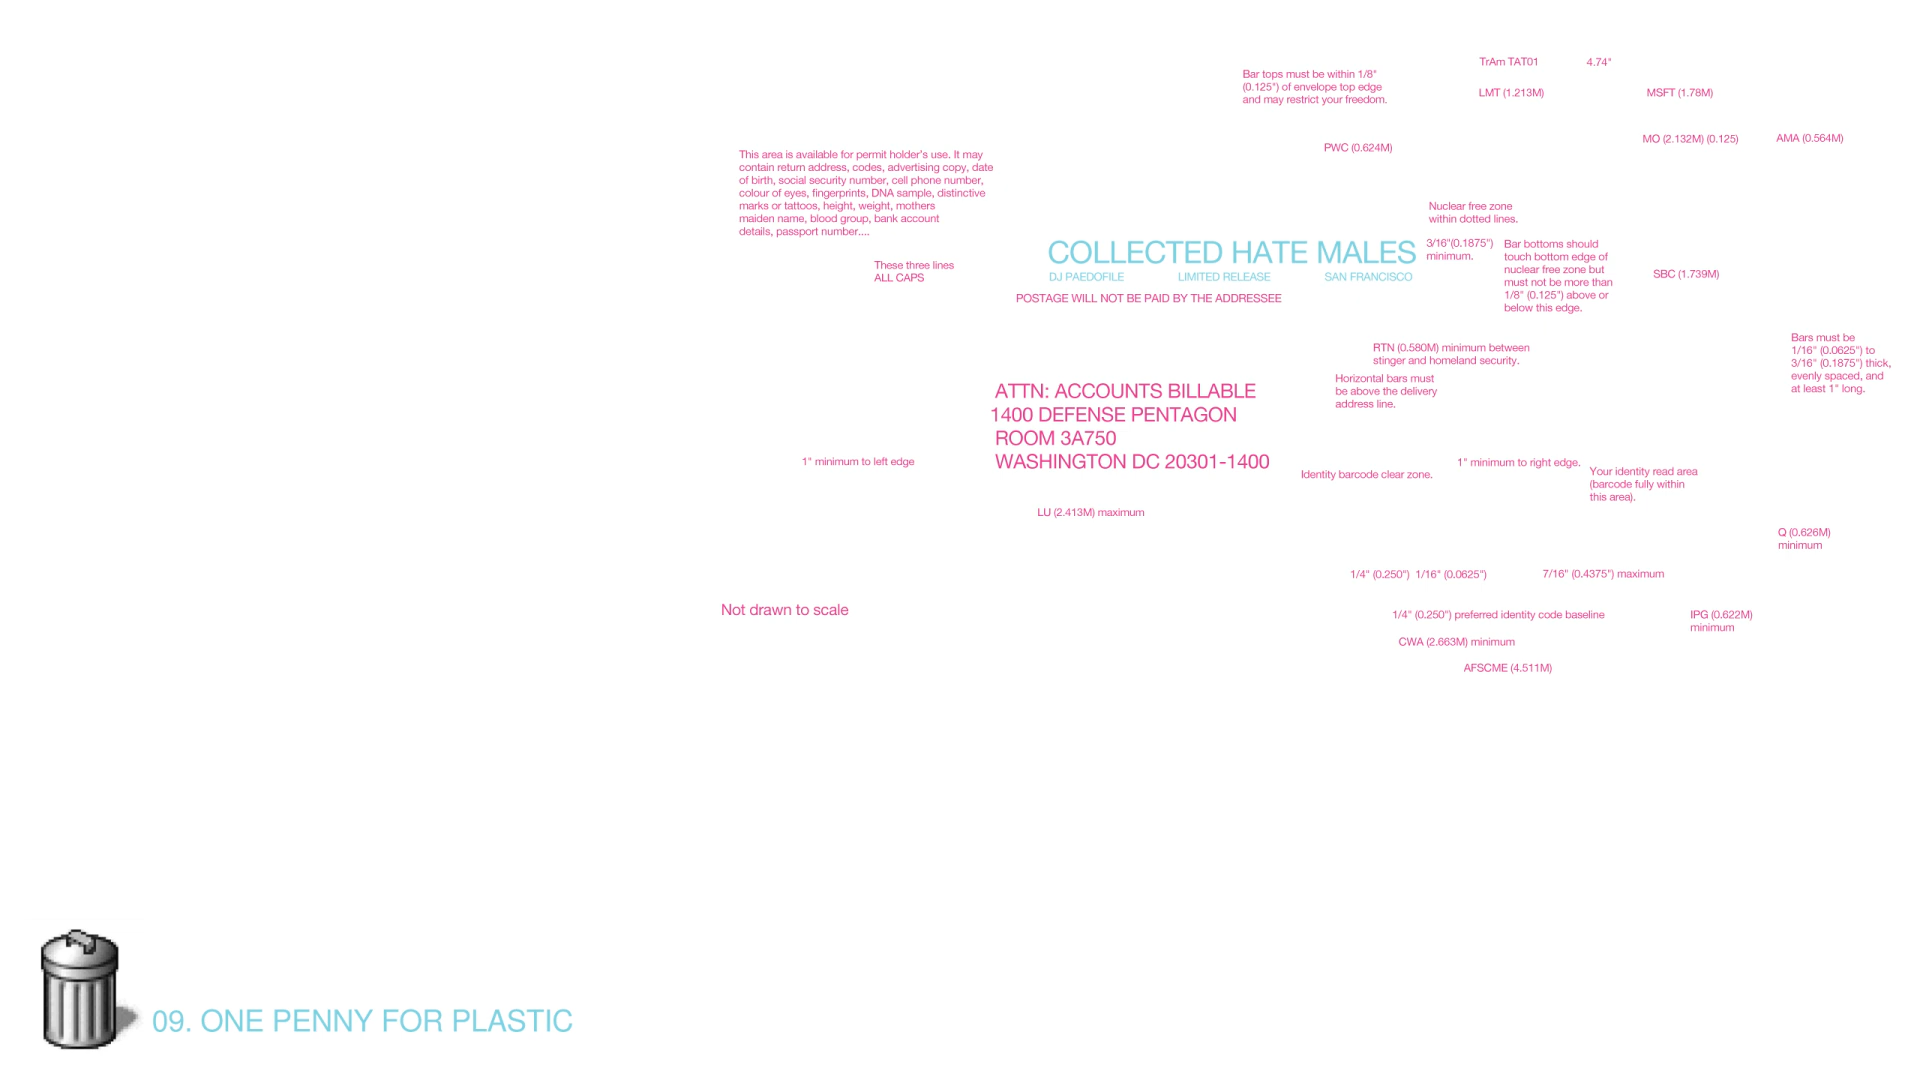 TrAm TAT01
4.74"
Bar tops must be within 1/8"
(0.125") of envelope top edge
and may restrict your freedom.
LMT (1.213M)
MSFT (1.78M)
MO (2.132M) (0.125)
AMA (0.564M)
PWC (0.624M)
This area is available for permit holder's use. It may
contain return address, codes, advertising copy, date
of birth, social security number, cell phone number,
colour of eyes, fingerprints, DNA sample, distinctive
marks or tattoos, height, weight, mothers
maiden name, blood group, bank account
details, passport number....
Nuclear free zone
within dotted lines.
COLLECTED HATE MALES
3/16"(0.1875")
minimum.
Bar bottoms should
touch bottom edge of
nuclear free zone but
must not be more than
1/8" (0.125") above or
below this edge.
These three lines
ALL CAPS
DJ PAEDOFILE
LIMITED RELEASE
SAN FRANCISCO
SBC (1.739M)
POSTAGE WILL NOT BE PAID BY THE ADDRESSEE
Bars must be
1/16" (0.0625") to
3/16" (0.1875") thick,
evenly spaced, and
at least 1" long.
RTN (0.580M) minimum between
stinger and homeland security.
Horizontal bars must
be above the delivery
address line.
ATTN: ACCOUNTS BILLABLE
1400 DEFENSE PENTAGON
ROOM 3A750
WASHINGTON DC 20301-1400
1" minimum to left edge
Identity barcode clear zone.
1" minimum to right edge.
Your identity read area
(barcode fully within
this area).
LU (2.413M) maximum
Q (0.626M)
minimum
1/4" (0.250")
1/16" (0.0625")
7/16" (0.4375") maximum
Not drawn to scale
1/4" (0.250") preferred identity code baseline
IPG (0.622M)
minimum
CWA (2.663M) minimum
AFSCME (4.511M)
09. ONE PENNY FOR PLASTIC